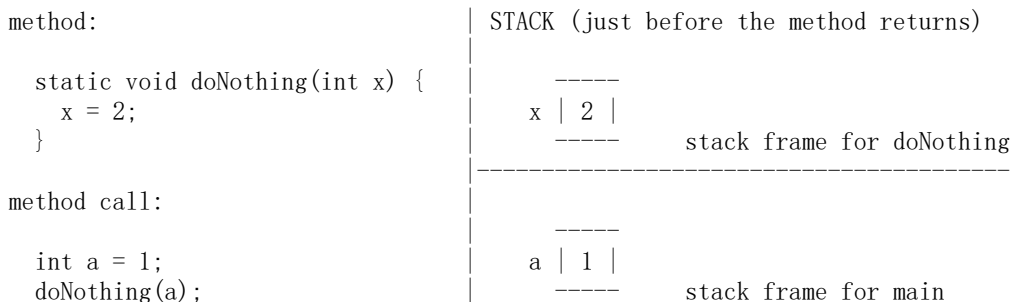 method:                            | STACK (just before the method returns)
                                   |
  static void doNothing(int x) {   |      -----
    x = 2;                         |    x | 2 |
  }                                |      -----     stack frame for doNothing
                                   |-----------------------------------------
method call:                       |
                                   |      -----
  int a = 1;                       |    a | 1 |
  doNothing(a);                    |      -----     stack frame for main